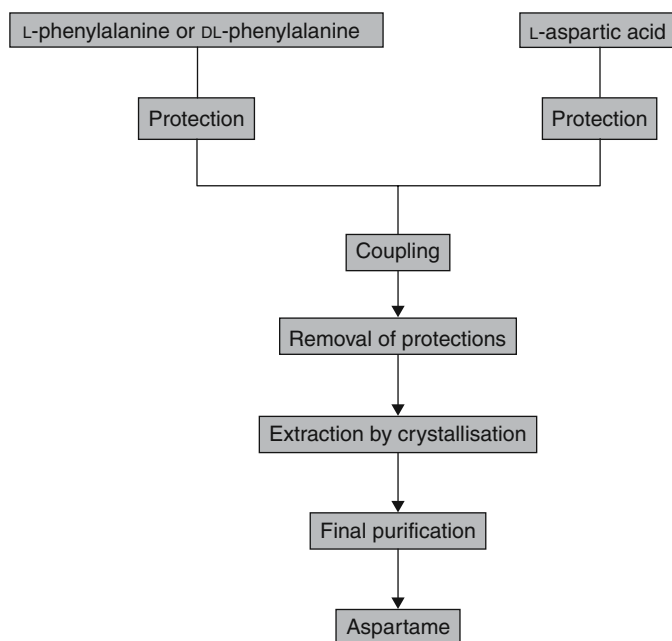 L-phenylalanine or DL-phenylalanine
L-aspartic acid
Protection
Protection
Coupling
Removal of protections
Extraction by crystallisation
Final purification
Aspartame